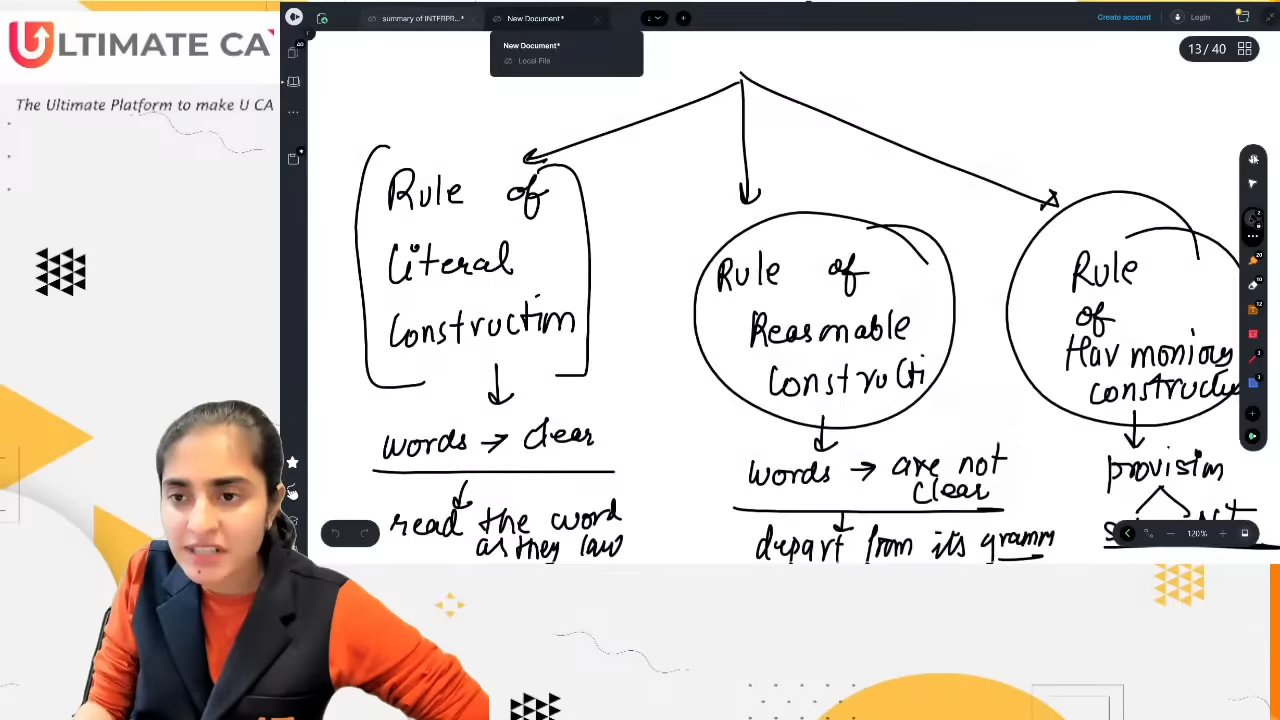 ULTIMATE CA
The Ultimate Platform to make U CA
summary of INTERPR...*
New Document*
Create account
Login
New Document*
Local File
13 / 40
Rule of
Literal
Construction
words → clear
read the word
as they law
Rule of
Reasonable
Constructi
words → are not
clear
depart from its gramm
Rule
of
Harmonious
constructi
provision
120%